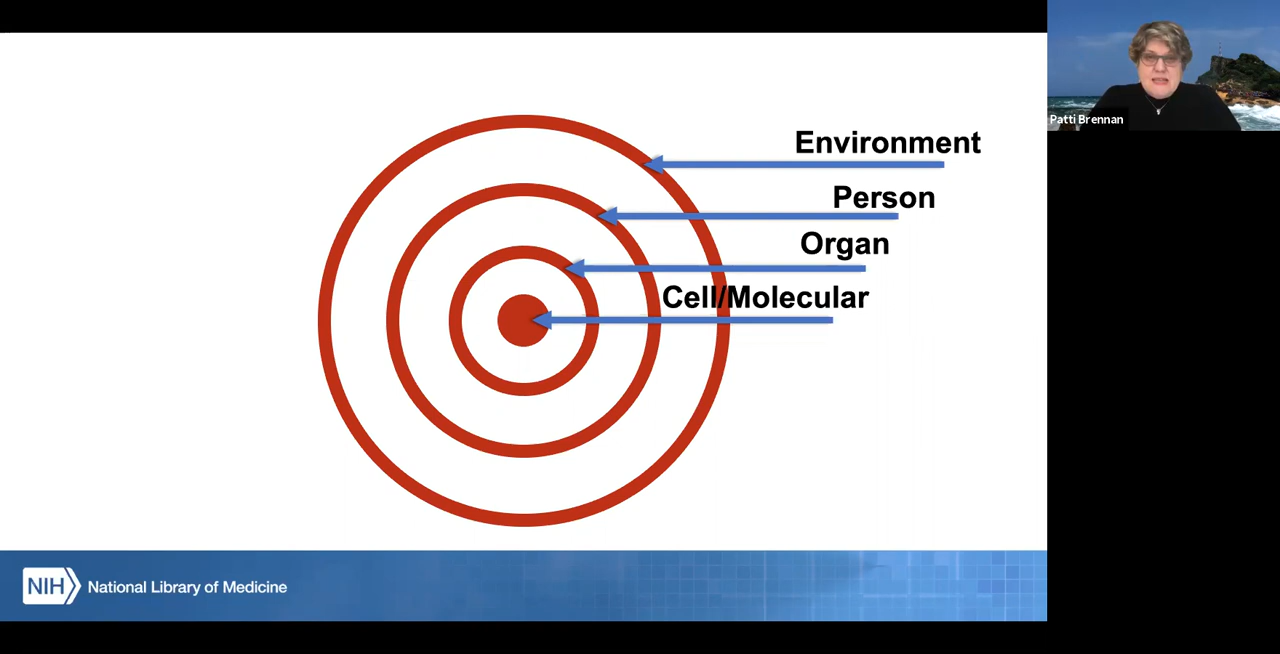 Environment
Person
Organ
Cell/Molecular
Patti Brennan
NIH National Library of Medicine